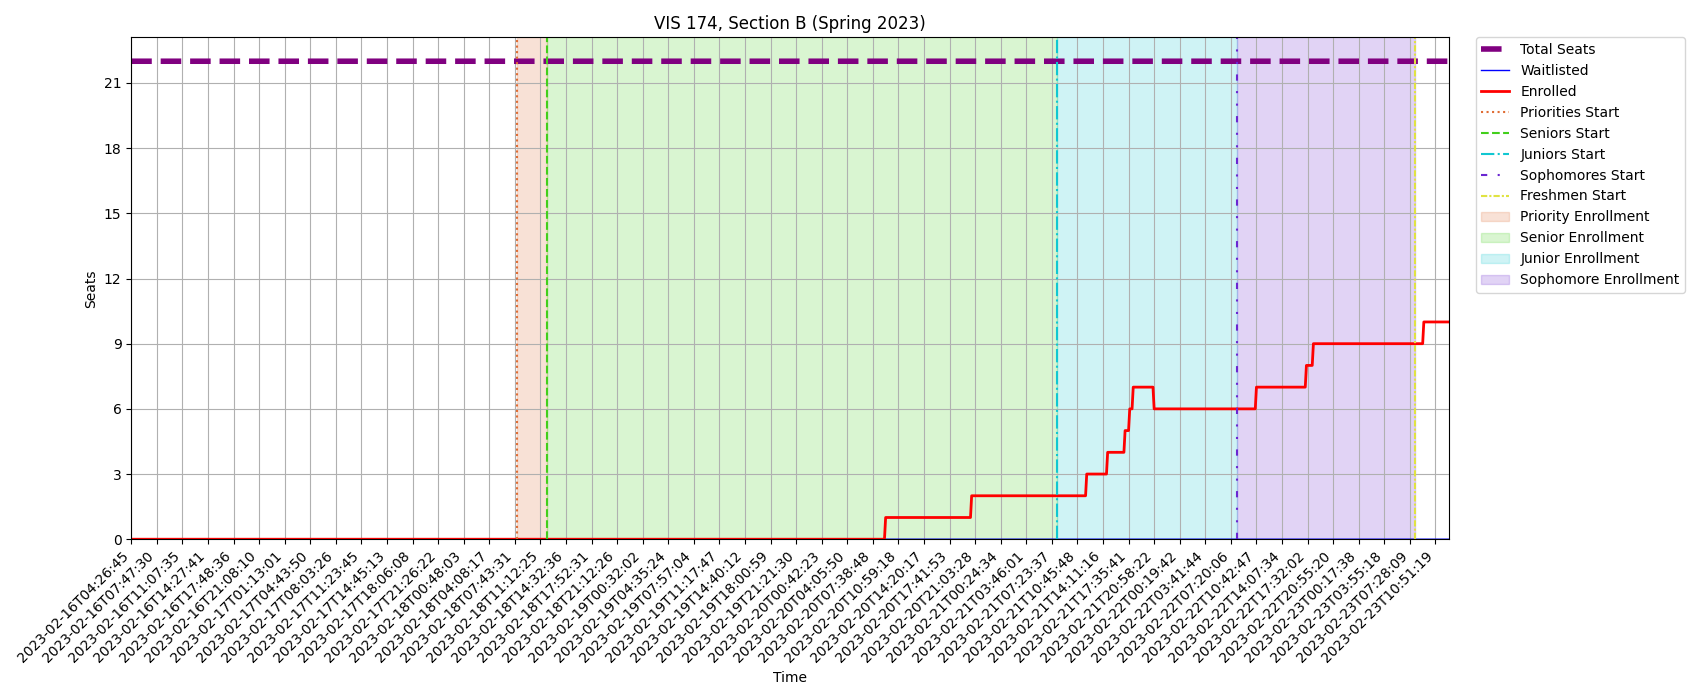 VIS 174, Section B (Spring 2023)
Total Seats
Waitlisted
Enrolled
Priorities Start
Seniors Start
Juniors Start
Sophomores Start
Freshmen Start
Priority Enrollment
Senior Enrollment
Junior Enrollment
Sophomore Enrollment
Seats
21
18
15
12
9
6
3
0
2023-02-16T04:26:45
2023-02-16T07:47:30
2023-02-16T11:07:35
2023-02-16T14:27:41
2023-02-16T17:48:36
2023-02-16T21:08:10
2023-02-17T01:13:01
2023-02-17T04:43:50
2023-02-17T08:03:26
2023-02-17T11:23:45
2023-02-17T14:45:13
2023-02-17T18:06:08
2023-02-17T21:26:22
2023-02-18T00:48:03
2023-02-18T04:08:17
2023-02-18T07:43:31
2023-02-18T11:12:25
2023-02-18T14:32:36
2023-02-18T17:52:31
2023-02-18T21:12:26
2023-02-19T00:32:02
2023-02-19T04:35:24
2023-02-19T07:57:04
2023-02-19T11:17:47
2023-02-19T14:40:12
2023-02-19T18:00:59
2023-02-19T21:21:30
2023-02-20T00:42:23
2023-02-20T04:05:50
2023-02-20T07:38:48
2023-02-20T10:59:18
2023-02-20T14:20:17
2023-02-20T17:41:53
2023-02-20T21:03:28
2023-02-21T00:24:34
2023-02-21T03:46:01
2023-02-21T07:23:37
2023-02-21T10:45:48
2023-02-21T14:11:16
2023-02-21T17:35:41
2023-02-21T20:58:22
2023-02-22T00:19:42
2023-02-22T03:41:44
2023-02-22T07:20:06
2023-02-22T10:42:47
2023-02-22T14:07:34
2023-02-22T17:32:02
2023-02-22T20:55:20
2023-02-23T00:17:38
2023-02-23T03:55:18
2023-02-23T07:28:09
2023-02-23T10:51:19
Time